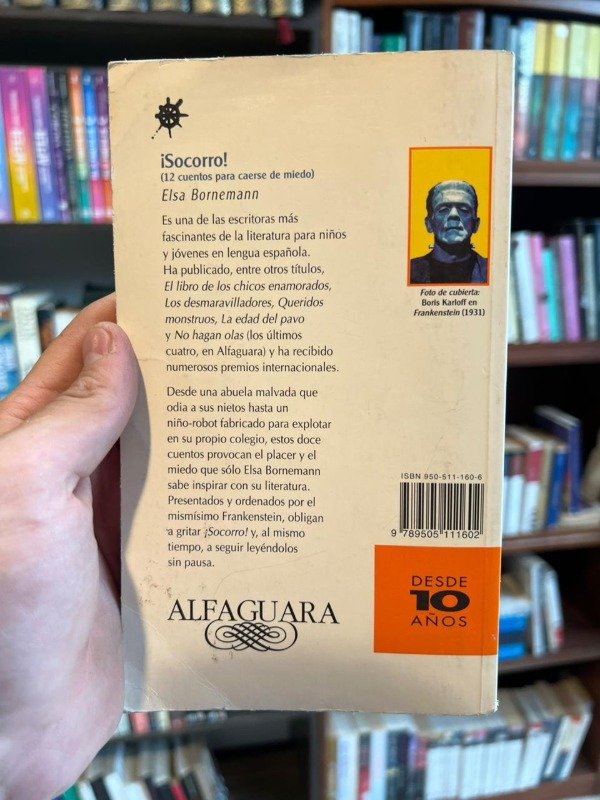 ¡Socorro!
(12 cuentos para caerse de miedo)
Elsa Bornemann
Es una de las escritoras más
fascinantes de la literatura para niños
y jóvenes en lengua española.
Ha publicado, entre otros títulos,
El libro de los chicos enamorados,
Los desmaravilladores, Queridos
monstruos, La edad del pavo
y No hagan olas (los últimos
cuatro, en Alfaguara) y ha recibido
numerosos premios internacionales.
Desde una abuela malvada que
odia a sus nietos hasta un
niño-robot fabricado para explotar
en su propio colegio, estos doce
cuentos provocan el placer y el
miedo que sólo Elsa Bornemann
sabe inspirar con su literatura.
Presentados y ordenados por el
mismísimo Frankenstein, obligan
a gritar ¡Socorro! y, al mismo
tiempo, a seguir leyéndolos
sin pausa.
ALFAGUARA
Foto de cubierta:
Boris Karloff en
Frankenstein (1931)
ISBN 950-511-160-6
9 789505 111602
DESDE
10
AÑOS